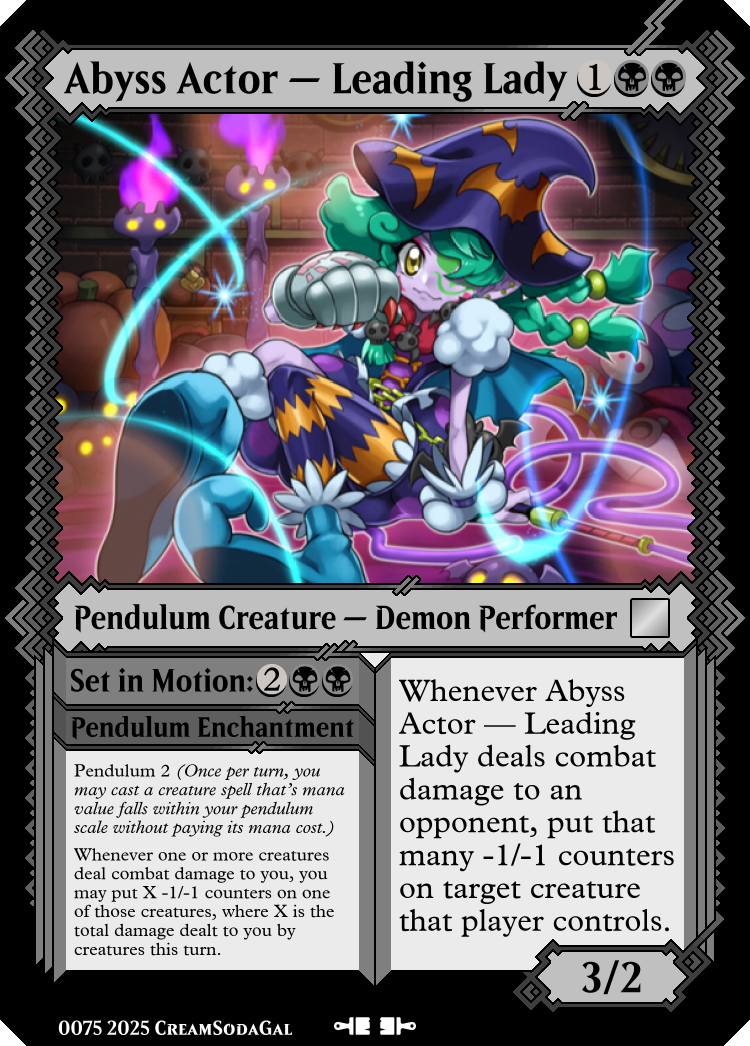 Abyss Actor — Leading Lady 1
Pendulum Creature — Demon Performer
Set in Motion: 2
Pendulum Enchantment
Pendulum 2 (Once per turn, you
may cast a creature spell that's mana
value falls within your pendulum
scale without paying its mana cost.)
Whenever one or more creatures
deal combat damage to you, you
may put X -1/-1 counters on one
of those creatures, where X is the
total damage dealt to you by
creatures this turn.
Whenever Abyss
Actor — Leading
Lady deals combat
damage to an
opponent, put that
many -1/-1 counters
on target creature
that player controls.
3/2
0075 2025 CreamSodaGal